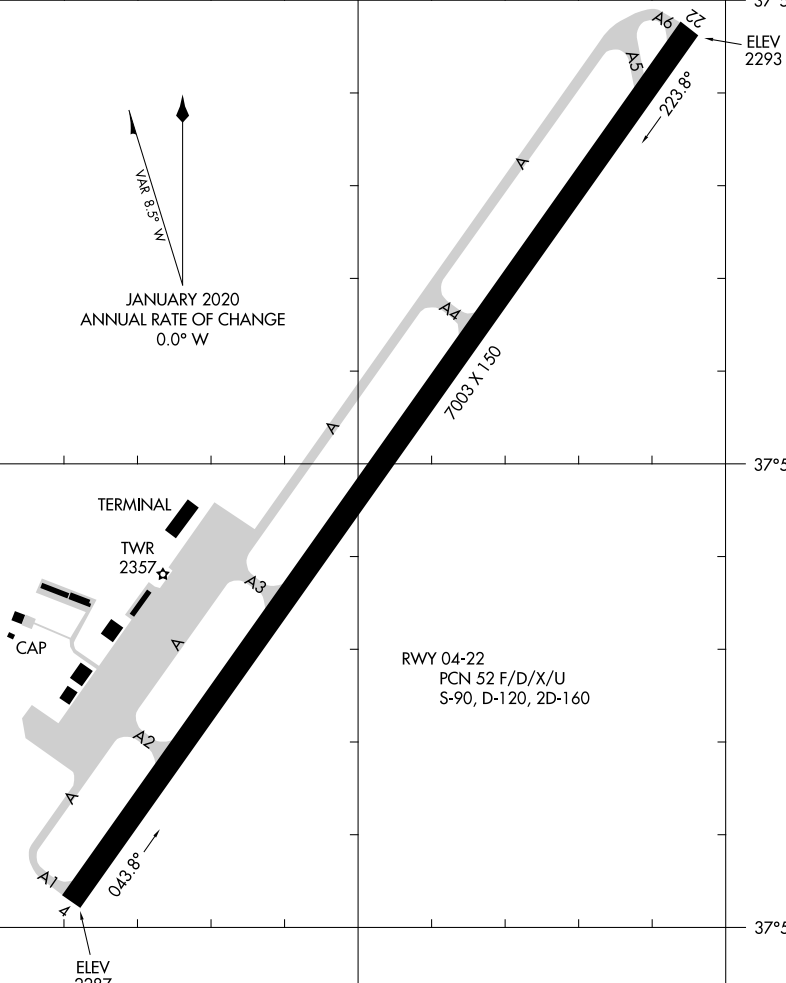 37°5
A6
22
ELEV
2293
A5
223.8°
A
VAR 8.5° W
JANUARY 2020
ANNUAL RATE OF CHANGE
0.0° W
A4
7003 X 150
A
37°5
TERMINAL
TWR
2357
A3
CAP
A
RWY 04-22
PCN 52 F/D/X/U
S-90, D-120, 2D-160
A2
A
043.8°
A1
4
37°5
ELEV